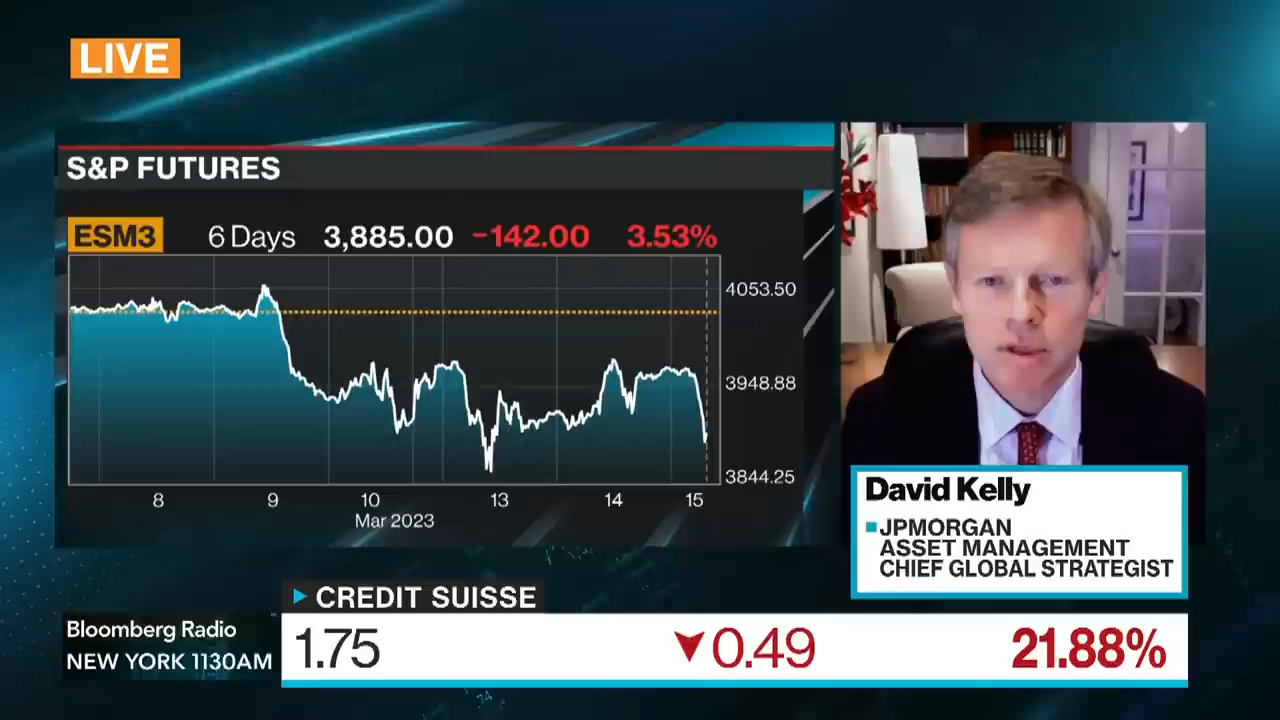 LIVE
S&P FUTURES
ESM3 6 Days 3,885.00 -142.00 3.53%
4053.50
3948.88
3844.25
8 9 10 13 14 15
Mar 2023
David Kelly
JPMORGAN
ASSET MANAGEMENT
CHIEF GLOBAL STRATEGIST
CREDIT SUISSE
Bloomberg Radio
NEW YORK 1130AM
1.75 0.49 21.88%